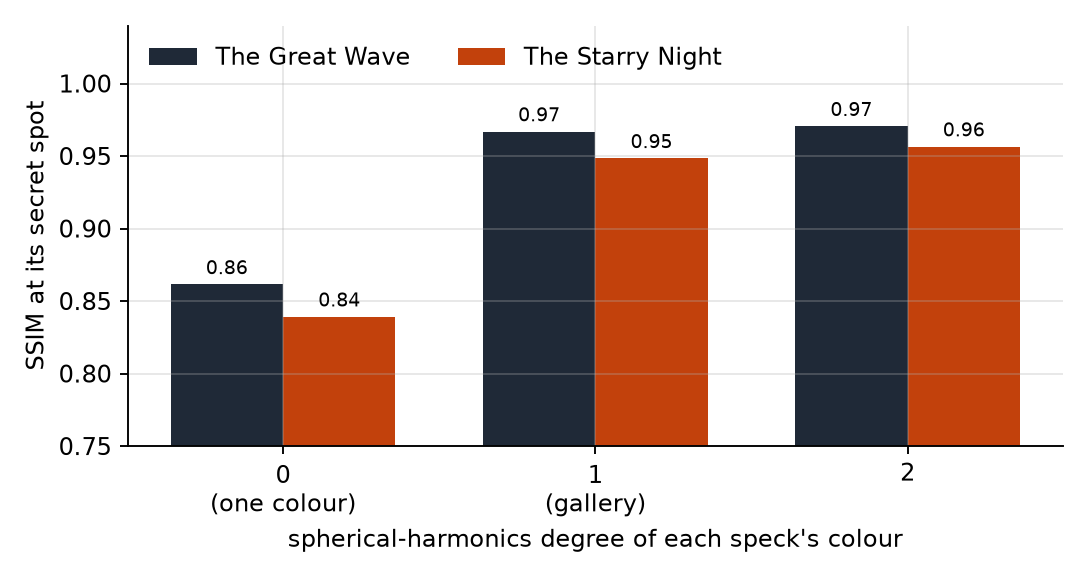 The Great Wave The Starry Night
SSIM at its secret spot
1.00
0.95
0.90
0.85
0.80
0.75
0.86
0.84
0.97
0.95
0.97
0.96
0 1 2
(one colour) (gallery)
spherical-harmonics degree of each speck's colour